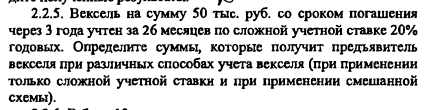 2.2.5. Вексель на сумму 50 тыс. руб. со сроком погашения
через 3 года учтен за 26 месяцев по сложной учетной ставке 20%
годовых. Определите суммы, которые получит предъявитель
векселя при различных способах учета векселя (при применении
только сложной учетной ставки и при применении смешанной
схемы).